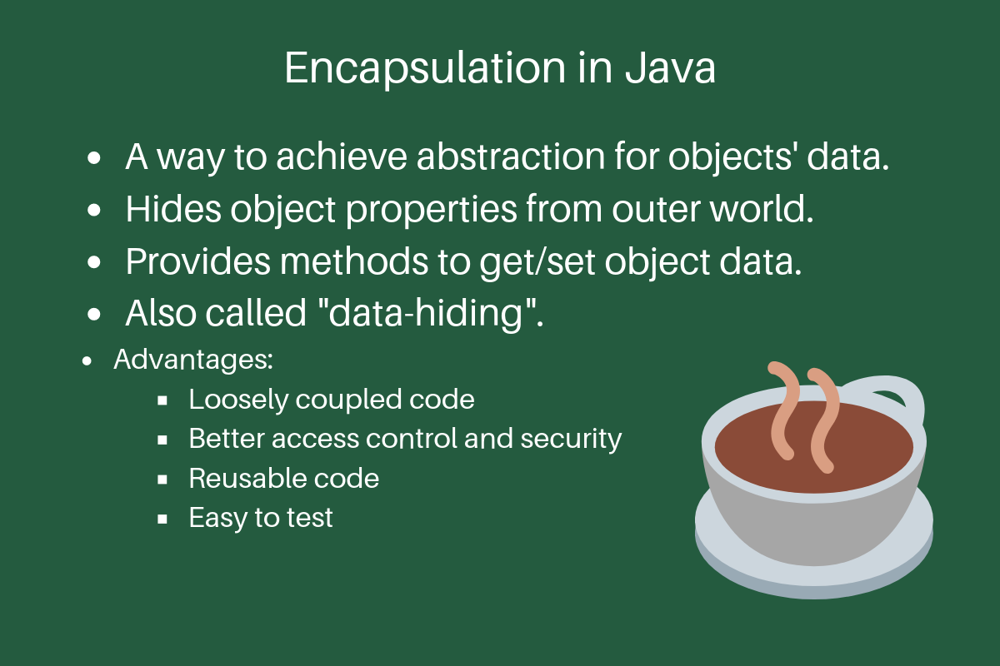 Encapsulation in Java
• A way to achieve abstraction for objects' data.
• Hides object properties from outer world.
• Provides methods to get/set object data.
• Also called "data-hiding".
• Advantages:
▪ Loosely coupled code
▪ Better access control and security
▪ Reusable code
▪ Easy to test